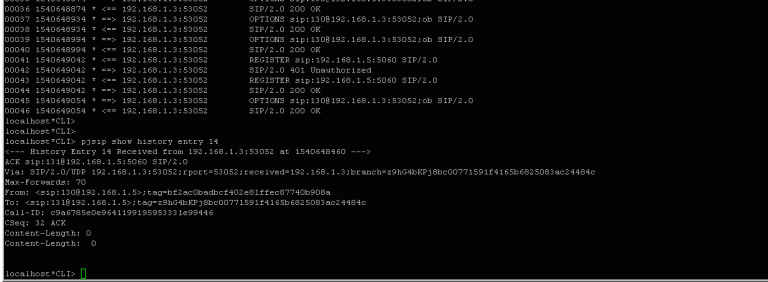 00036 1540648874 * <== 192.168.1.3:53052 SIP/2.0 200 OK
00037 1540648934 * ==> 192.168.1.3:53052 OPTIONS sip:130@192.168.1.3:53052;ob SIP/2.0
00038 1540648934 * <== 192.168.1.3:53052 SIP/2.0 200 OK
00039 1540648994 * ==> 192.168.1.3:53052 OPTIONS sip:130@192.168.1.3:53052;ob SIP/2.0
00040 1540648994 * <== 192.168.1.3:53052 SIP/2.0 200 OK
00041 1540649042 * <== 192.168.1.3:53052 REGISTER sip:192.168.1.5:5060 SIP/2.0
00042 1540649042 * ==> 192.168.1.3:53052 SIP/2.0 401 Unauthorized
00043 1540649042 * <== 192.168.1.3:53052 REGISTER sip:192.168.1.5:5060 SIP/2.0
00044 1540649042 * ==> 192.168.1.3:53052 SIP/2.0 200 OK
00045 1540649054 * ==> 192.168.1.3:53052 OPTIONS sip:130@192.168.1.3:53052;ob SIP/2.0
00046 1540649054 * <== 192.168.1.3:53052 SIP/2.0 200 OK
localhost*CLI>
localhost*CLI>
localhost*CLI> pjsip show history entry 14
<--- History Entry 14 Received from 192.168.1.3:53052 at 1540648460 --->
ACK sip:131@192.168.1.5:5060 SIP/2.0
Via: SIP/2.0/UDP 192.168.1.3:53052;rport=53052;received=192.168.1.3;branch=z9hG4bKPj8bc00771591f4165b6825083ac24484c
Max-Forwards: 70
From: <sip:130@192.168.1.5>;tag=bf2ac0badbcf402e81ffec87740b908a
To: <sip:131@192.168.1.5>;tag=z9hG4bKPj8bc00771591f4165b6825083ac24484c
Call-ID: c9a6785e0e9641199195953331e99446
CSeq: 32 ACK
Content-Length: 0
Content-Length:  0
localhost*CLI>